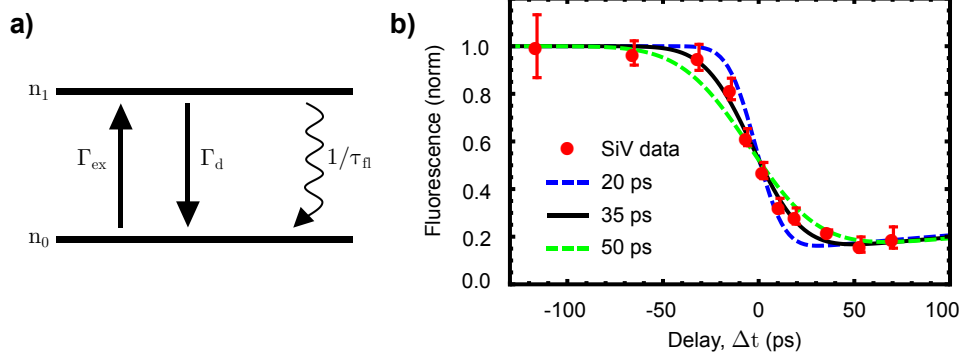 a)
n₁
Γex
Γd
1/τfl
n₀
b)
Fluorescence (norm)
1.0
0.8
0.6
0.4
0.2
0.0
SiV data
20 ps
35 ps
50 ps
-100
-50
0
50
100
Delay, Δt (ps)